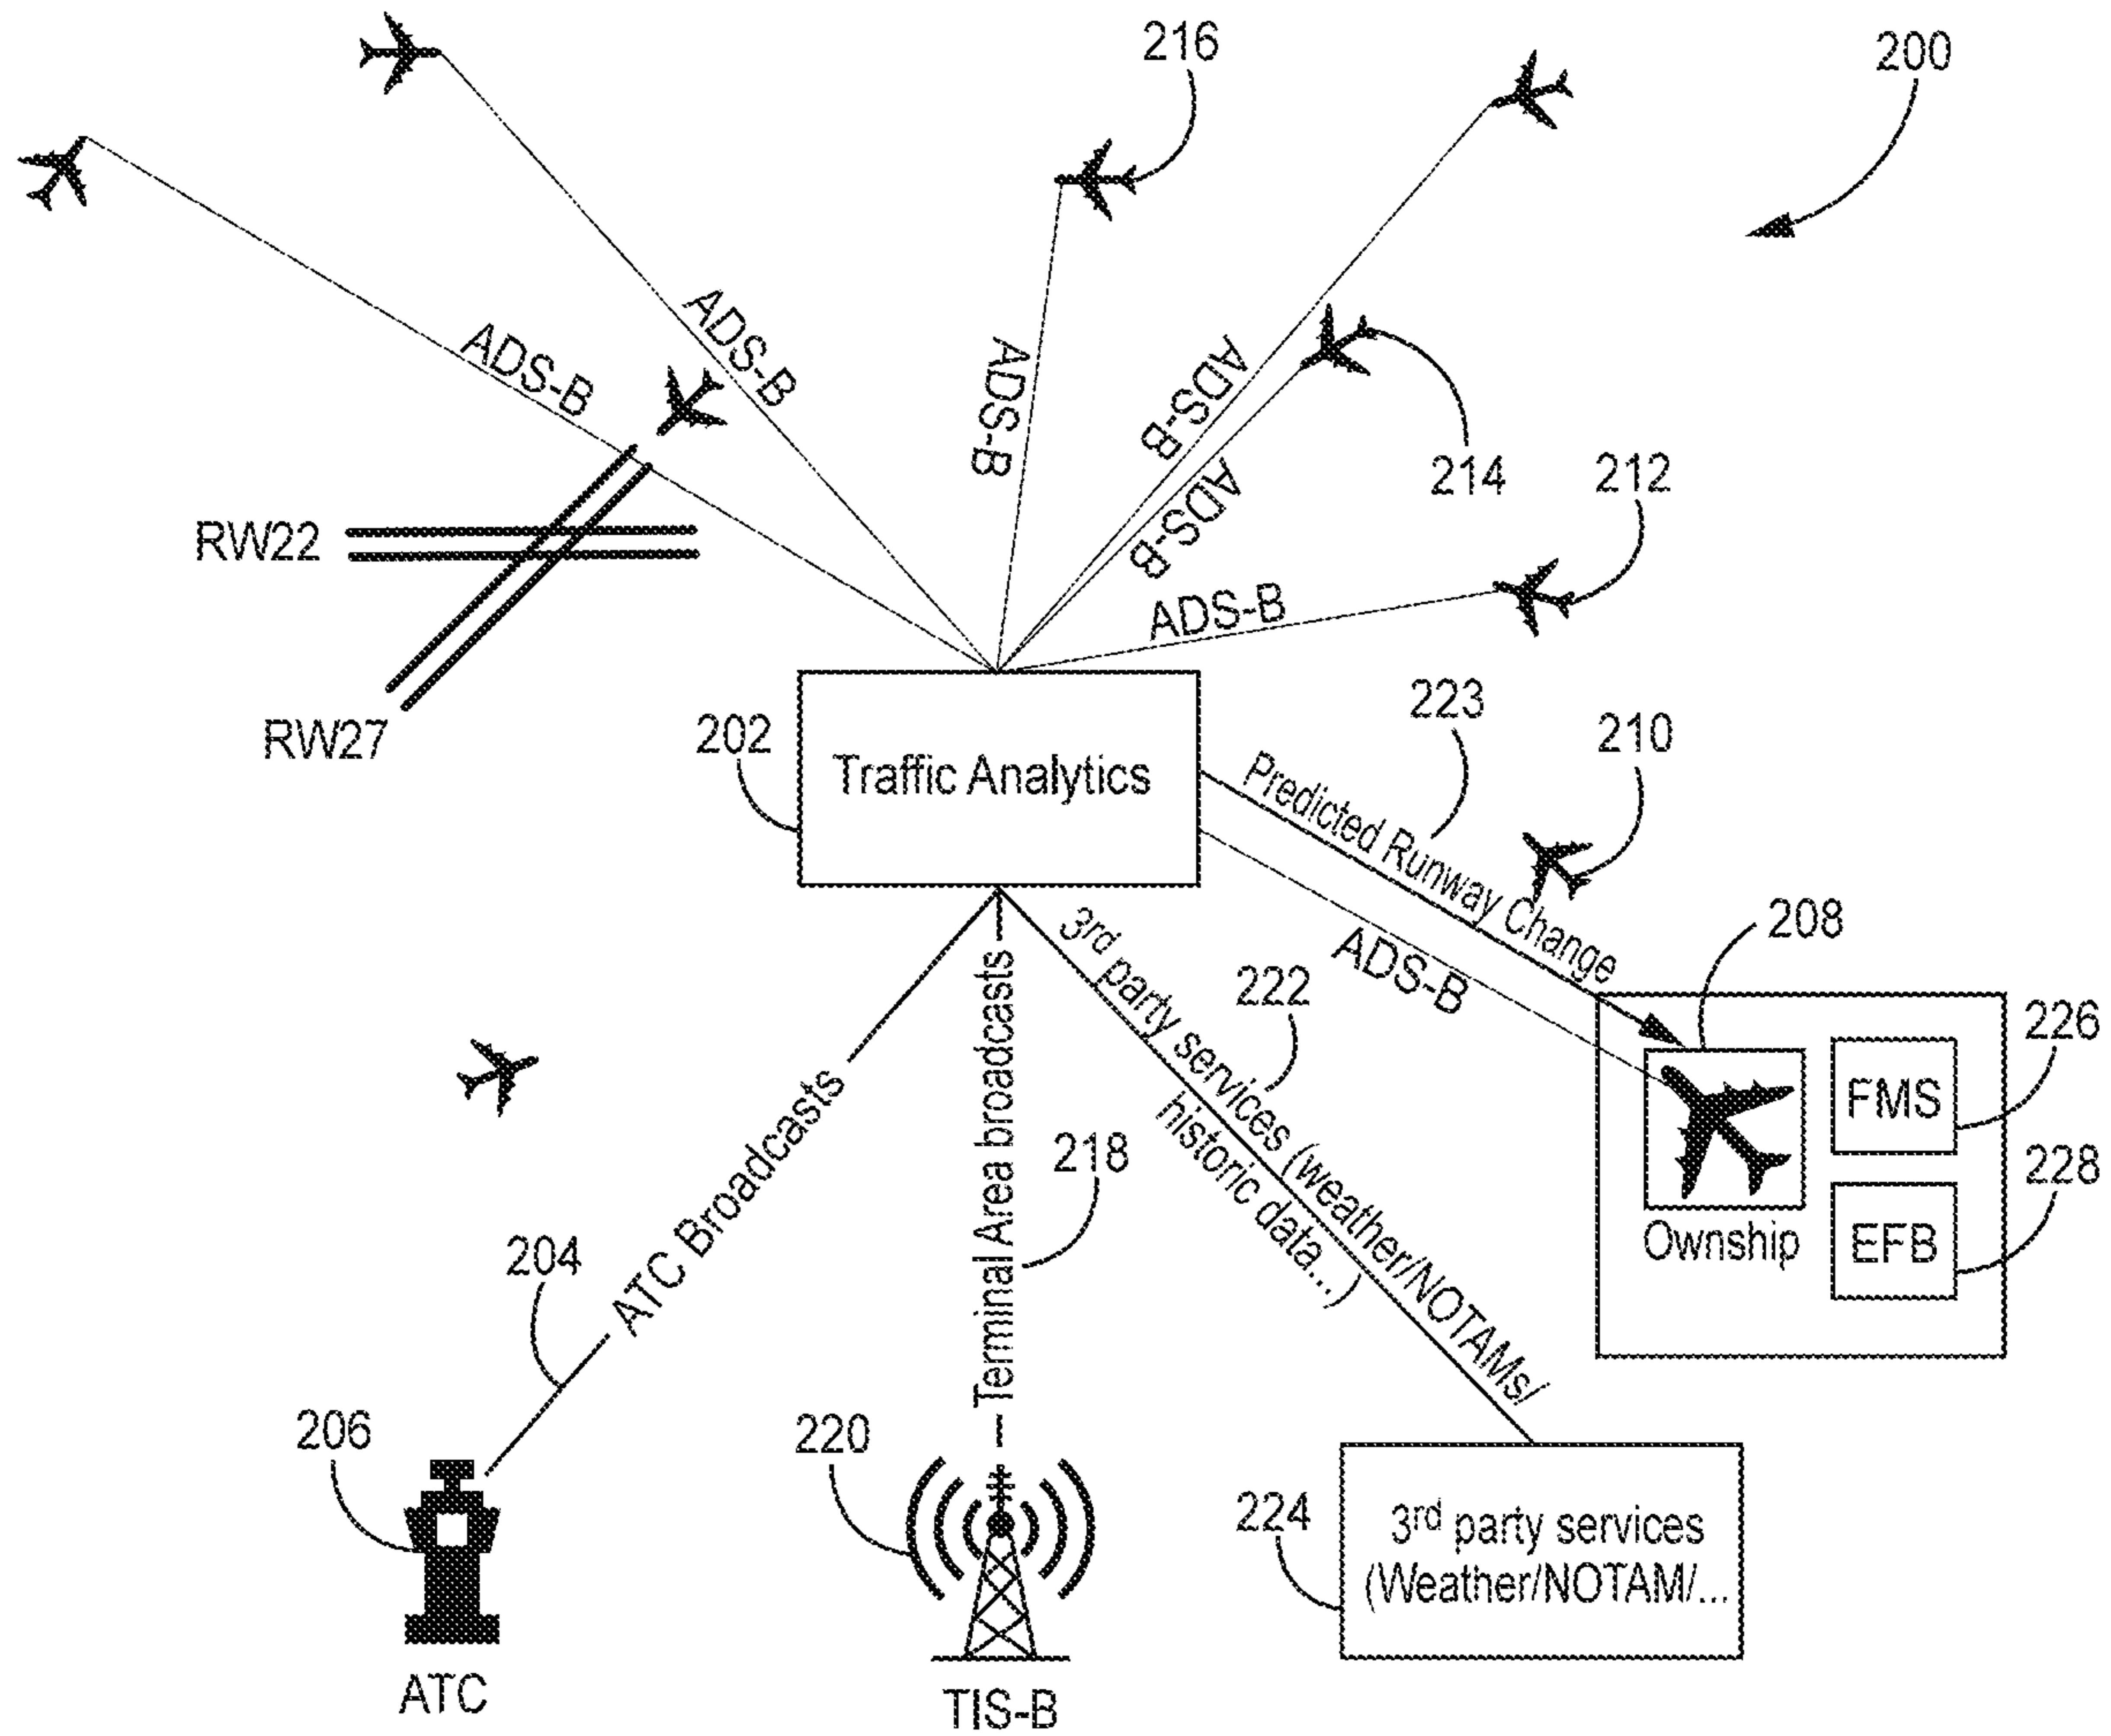 216
200
ADS-B
ADS-B
ADS-B
ADS-B
ADS-B
214
212
RW22
ADS-B
RW27
202
Traffic Analytics
223
210
Predicted Runway Change
ADS-B
208
226
FMS
228
EFB
Ownship
3rd party services (weather/NOTAMs/
historic data...)
222
Terminal Area broadcasts
218
ATC Broadcasts
204
206
220
224
3rd party services
(Weather/NOTAM/...
ATC
TIS-B